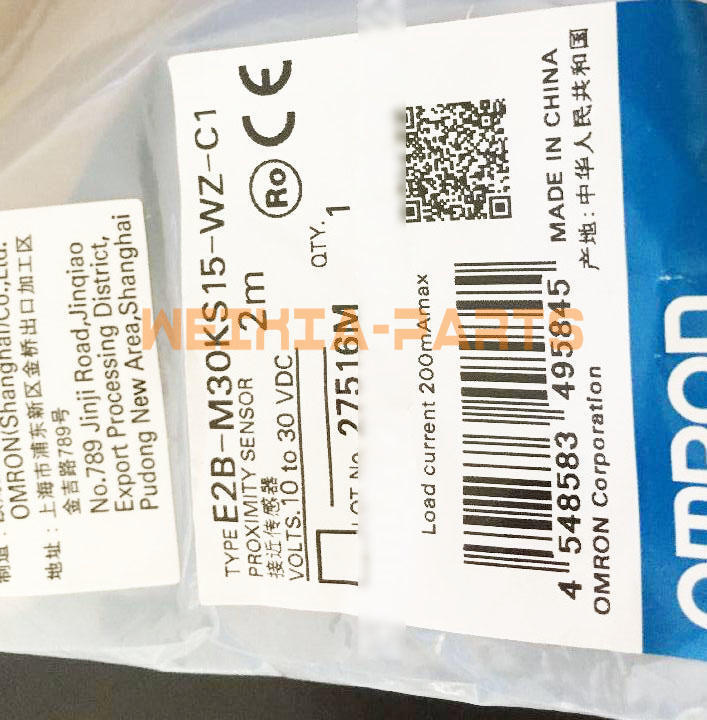 OMRON(Shanghai)Co.,Ltd.
地址：上海市浦东新区金桥出口加工区
金吉路789号
No.789 Jinji Road,Jinqiao
Export Processing District,
Pudong New Area,Shanghai
TYPE E2B-M30KS15-WZ-C1
PROXIMITY SENSOR 2m
接近传感器
VOLTS. 10 to 30 VDC
Ro CE
QTY. 1
LOT No. 27516M
Load current 200mAmax
4 548583 495845
OMRON Corporation
MADE IN CHINA
产地：中华人民共和国
OMRON
WEIXIA-PARTS